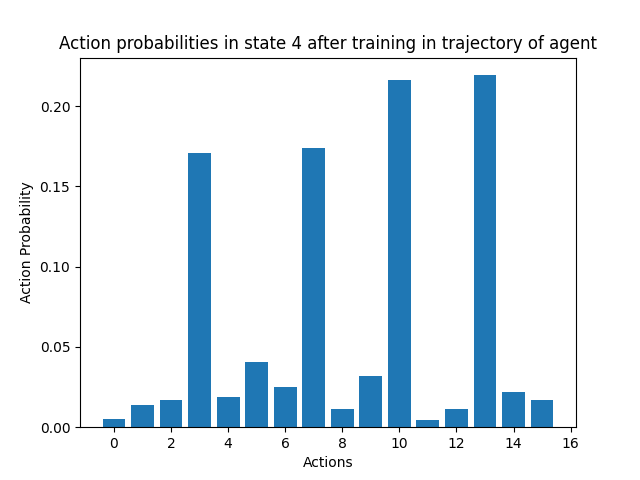 Action probabilities in state 4 after training in trajectory of agent
0.20
0.15
0.10
0.05
0.00
Action Probability
0 2 4 6 8 10 12 14 16
Actions